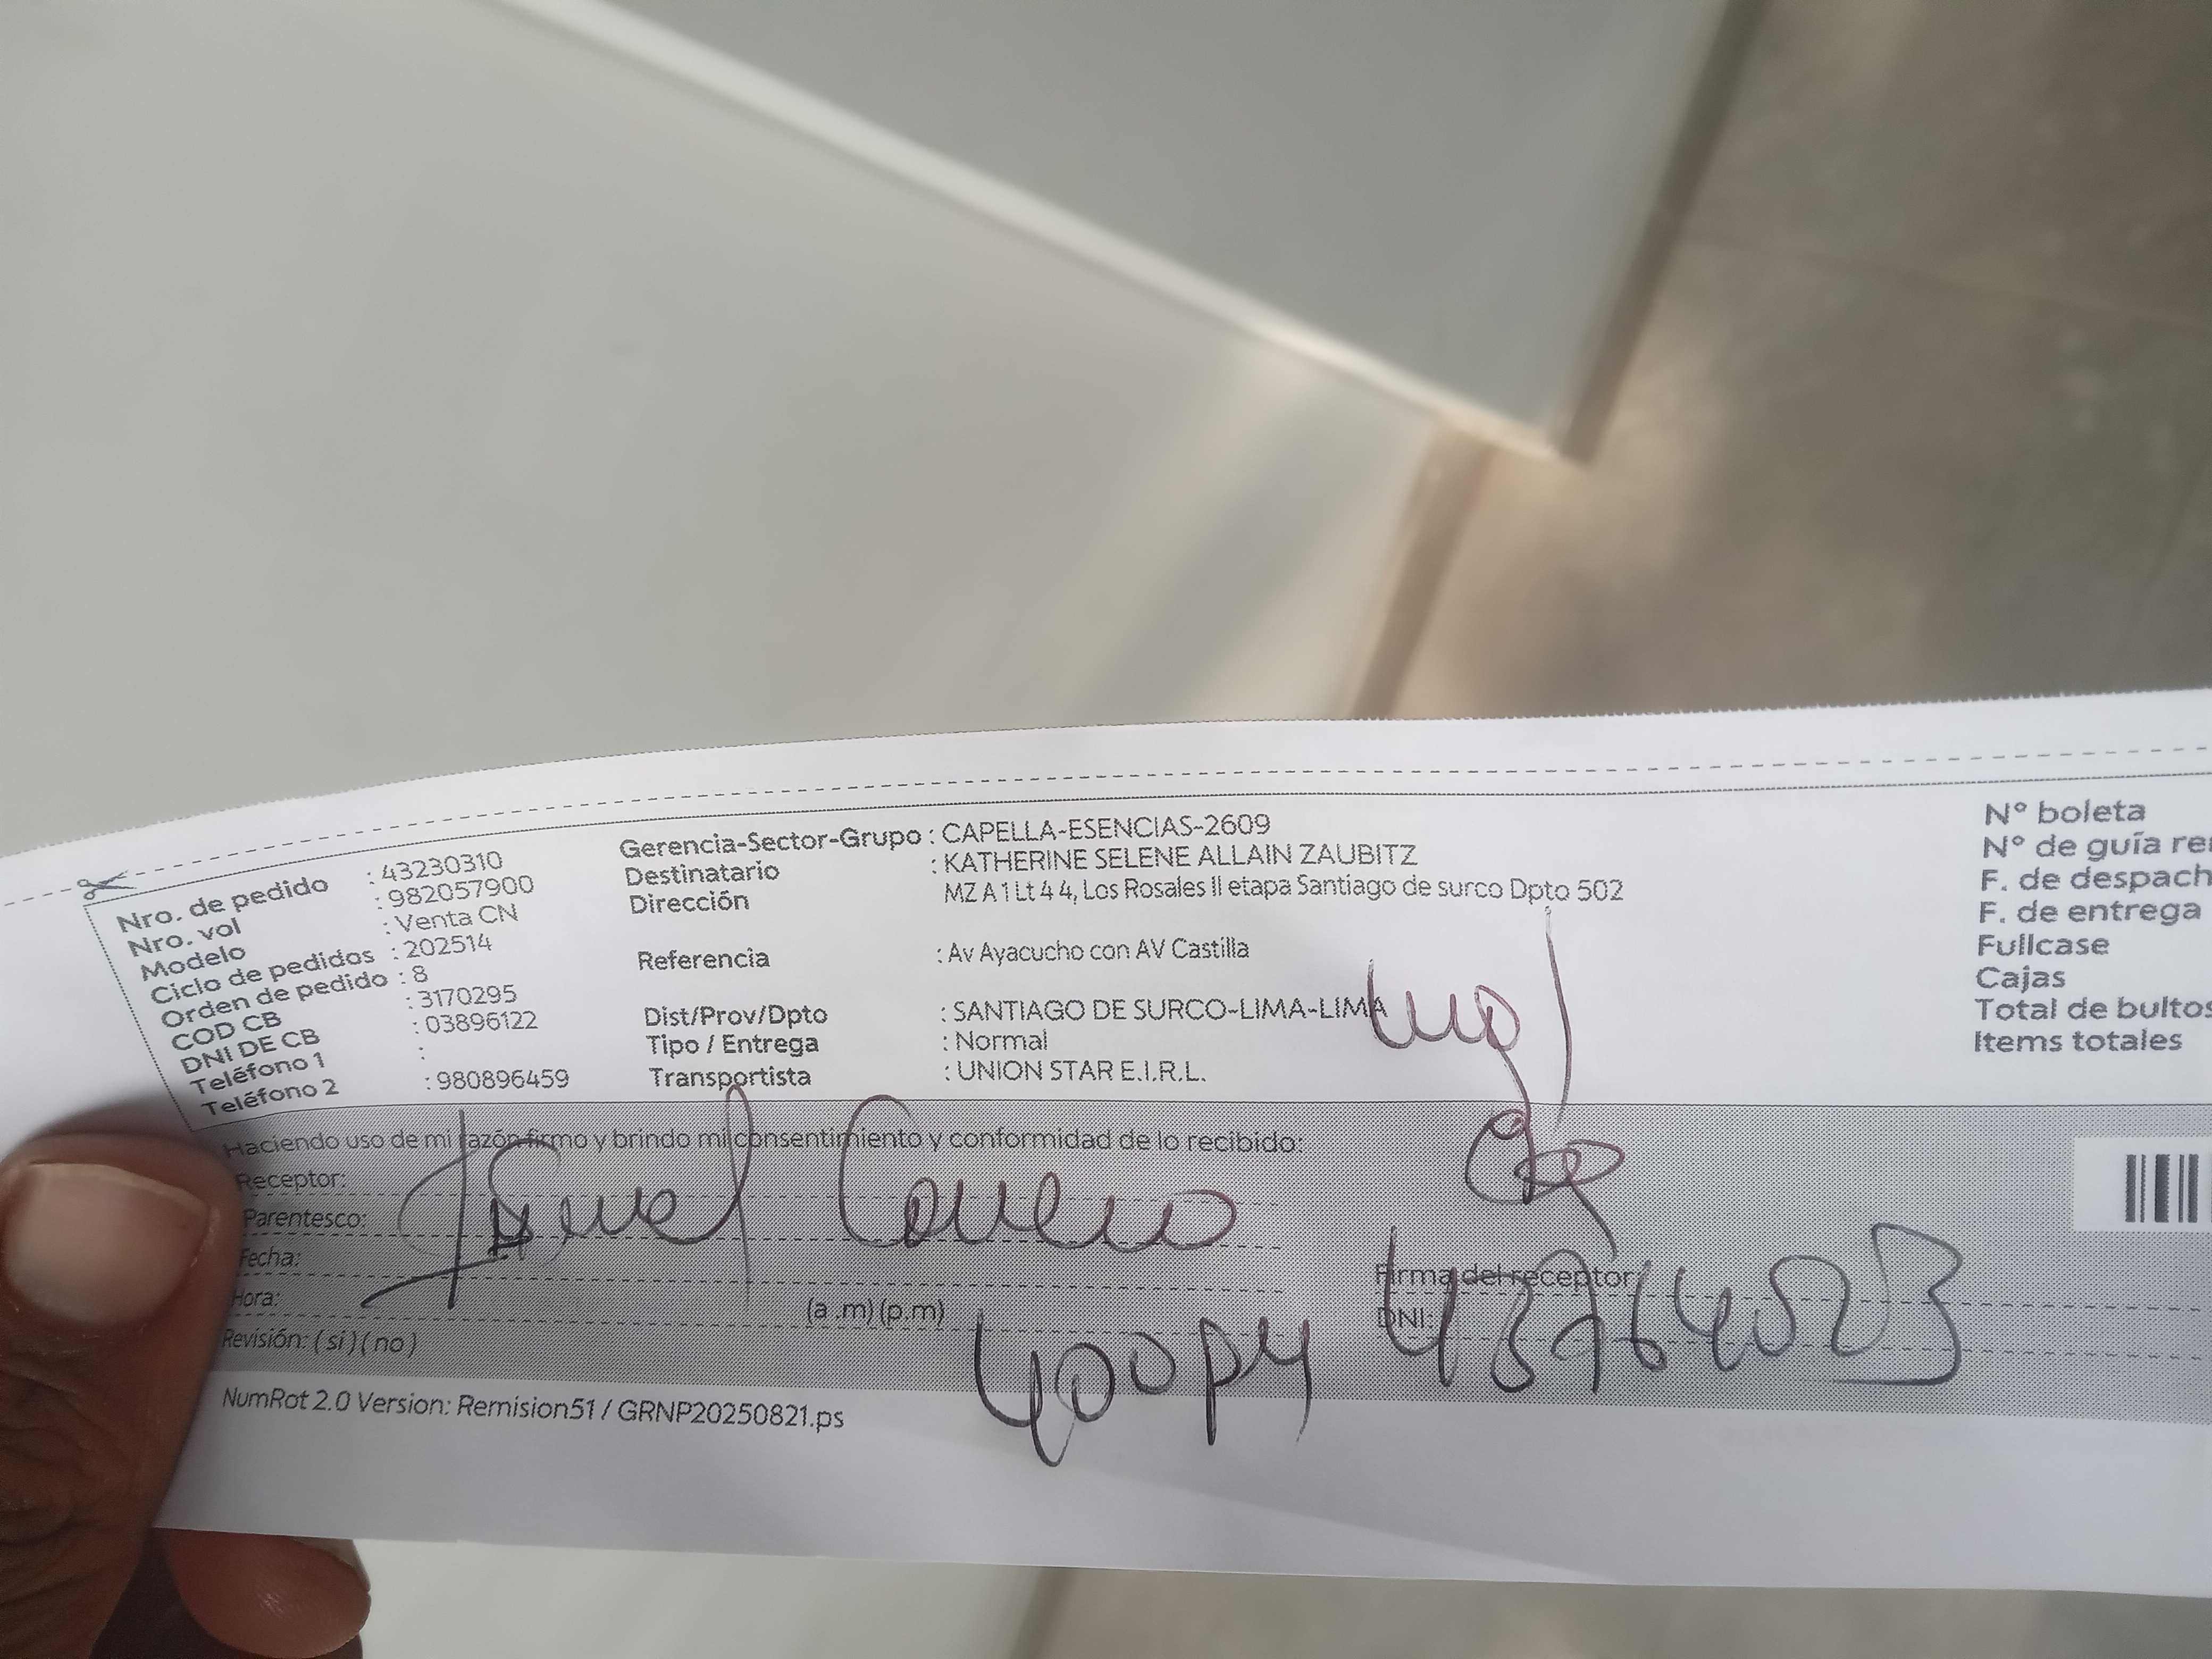 Nro. de pedido : 43230310
Nro. vol : 982057900
Modelo : Venta CN
Ciclo de pedidos : 202514
Orden de pedido : 8
COD CB : 3170295
DNI DE CB : 03896122
Teléfono 1 :
Teléfono 2 : 980896459
Gerencia-Sector-Grupo : CAPELLA-ESENCIAS-2609
Destinatario : KATHERINE SELENE ALLAIN ZAUBITZ
Dirección MZ A 1 Lt 4 4, Los Rosales II etapa Santiago de surco Dpto 502
Referencia : Av Ayacucho con AV Castilla
Dist/Prov/Dpto : SANTIAGO DE SURCO-LIMA-LIMA
Tipo / Entrega : Normal
Transportista : UNION STAR E.I.R.L.
N° boleta
N° de guía re
F. de despach
F. de entrega
Fullcase
Cajas
Total de bultos
Items totales
Haciendo uso de mi razón firmo y brindo mi consentimiento y conformidad de lo recibido:
Receptor:
Parentesco:
Fecha:
Hora: (a .m) (p.m)
Revisión: ( si ) ( no )
Firma del receptor
DNI:
NumRot 2.0 Version: Remision51 / GRNP20250821.ps